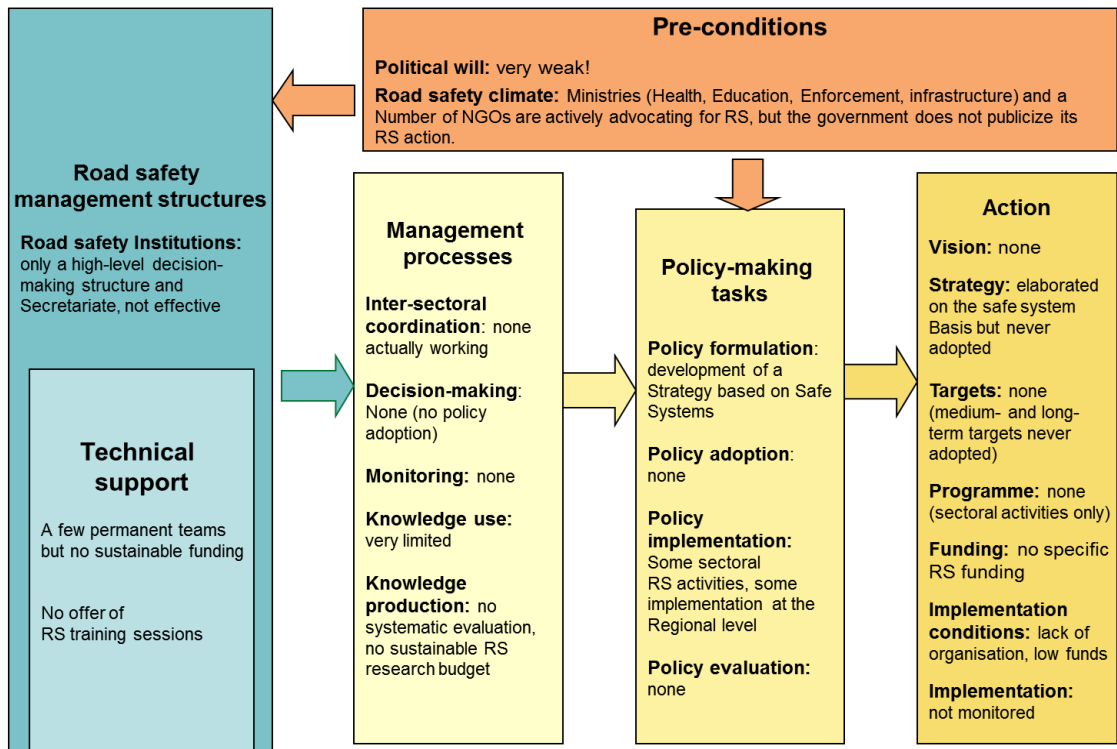 Pre-conditions
Political will: very weak!
Road safety climate: Ministries (Health, Education, Enforcement, infrastructure) and a
Number of NGOs are actively advocating for RS, but the government does not publicize its
RS action.
Road safety
management structures
Road safety Institutions:
only a high-level decision-
making structure and
Secretariate, not effective
Technical
support
A few permanent teams
but no sustainable funding
No offer of
RS training sessions
Management
processes
Inter-sectoral
coordination: none
actually working
Decision-making:
None (no policy
adoption)
Monitoring: none
Knowledge use:
very limited
Knowledge
production: no
systematic evaluation,
no sustainable RS
research budget
Policy-making
tasks
Policy formulation:
development of a
Strategy based on Safe
Systems
Policy adoption:
none
Policy
implementation:
Some sectoral
RS activities, some
implementation at the
Regional level
Policy evaluation:
none
Action
Vision: none
Strategy: elaborated
on the safe system
Basis but never
adopted
Targets: none
(medium- and long-
term targets never
adopted)
Programme: none
(sectoral activities only)
Funding: no specific
RS funding
Implementation
conditions: lack of
organisation, low funds
Implementation:
not monitored